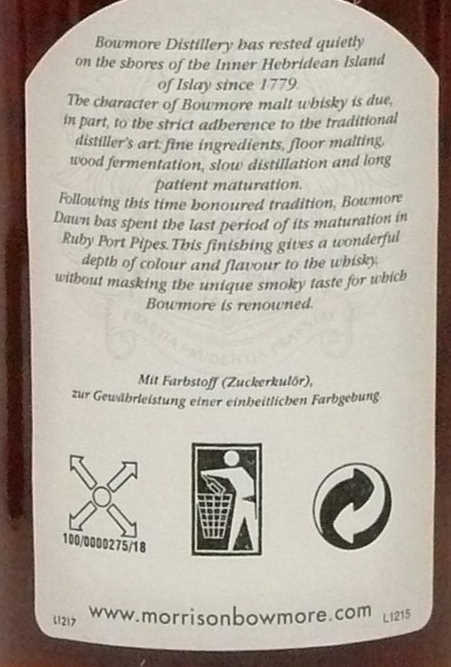 Bowmore Distillery has rested quietly
on the shores of the Inner Hebridean Island
of Islay since 1779.
The character of Bowmore malt whisky is due,
in part, to the strict adherence to the traditional
distiller's art: fine ingredients, floor malting,
wood fermentation, slow distillation and long
patient maturation.
Following this time honoured tradition, Bowmore
Dawn has spent the last period of its maturation in
Ruby Port Pipes. This finishing gives a wonderful
depth of colour and flavour to the whisky,
without masking the unique smoky taste for which
Bowmore is renowned.
Mit Farbstoff (Zuckerkulör),
zur Gewährleistung einer einheitlichen Farbgebung.
100/0000275/18
L1217 www.morrisonbowmore.com L1215